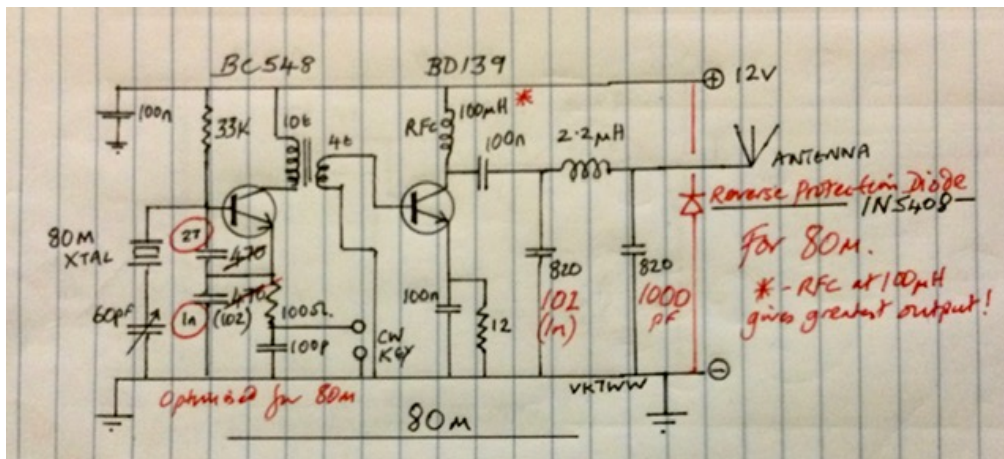 BC548
BD139
+ 12V
100n
33K
10t
4t
RFC 100µH *
100n
2.2µH
ANTENNA
Reverse Protection Diode
1N5408
80M
XTAL
27
470
60pf
1n
470
(102)
100Ω
100p
CW
KEY
100n
12
820
102
(1n)
820
1000
pf
For 80m.
* - RFC at 100µH
gives greatest output!
Optimised for 80m
VK7WW
80M